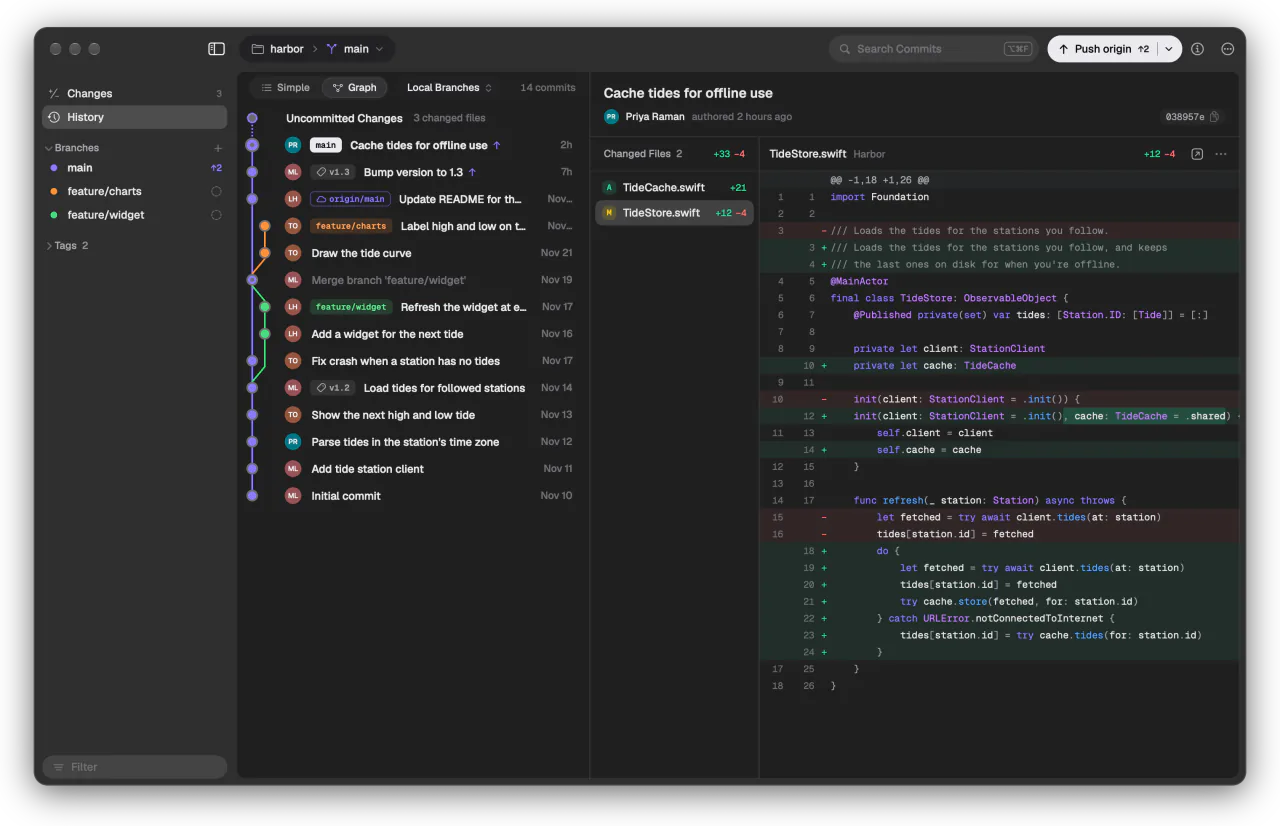 harbor
main
Search Commits
⌥⌘F
Push origin ↑2
Changes 3
History
Branches
main ↑2
feature/charts
feature/widget
Tags 2
Filter
Simple
Graph
Local Branches
14 commits
Uncommitted Changes 3 changed files
PR main Cache tides for offline use ↑ 2h
ML v1.3 Bump version to 1.3 ↑ 7h
LH origin/main Update README for th... Nov...
TO feature/charts Label high and low on t... Nov...
TO Draw the tide curve Nov 21
ML Merge branch 'feature/widget' Nov 19
LH feature/widget Refresh the widget at e... Nov 17
LH Add a widget for the next tide Nov 16
TO Fix crash when a station has no tides Nov 17
ML v1.2 Load tides for followed stations Nov 14
TO Show the next high and low tide Nov 13
PR Parse tides in the station's time zone Nov 12
ML Add tide station client Nov 11
ML Initial commit Nov 10
Cache tides for offline use
PR Priya Raman authored 2 hours ago
038957e
Changed Files 2 +33 −4
A TideCache.swift +21
M TideStore.swift +12 −4
TideStore.swift Harbor +12 −4
@@ -1,18 +1,26 @@
1 1 import Foundation
2 2
3 - /// Loads the tides for the stations you follow.
3 + /// Loads the tides for the stations you follow, and keeps
4 + /// the last ones on disk for when you're offline.
4 5 @MainActor
5 6 final class TideStore: ObservableObject {
6 7 @Published private(set) var tides: [Station.ID: [Tide]] = [:]
7 8
8 9 private let client: StationClient
10 + private let cache: TideCache
9 11
10 - init(client: StationClient = .init()) {
12 + init(client: StationClient = .init(), cache: TideCache = .shared)
11 13 self.client = client
14 + self.cache = cache
12 15 }
13 16
14 17 func refresh(_ station: Station) async throws {
15 - let fetched = try await client.tides(at: station)
16 - tides[station.id] = fetched
18 + do {
19 + let fetched = try await client.tides(at: station)
20 + tides[station.id] = fetched
21 + try cache.store(fetched, for: station.id)
22 + } catch URLError.notConnectedToInternet {
23 + tides[station.id] = try cache.tides(for: station.id)
24 + }
17 25 }
18 26 }